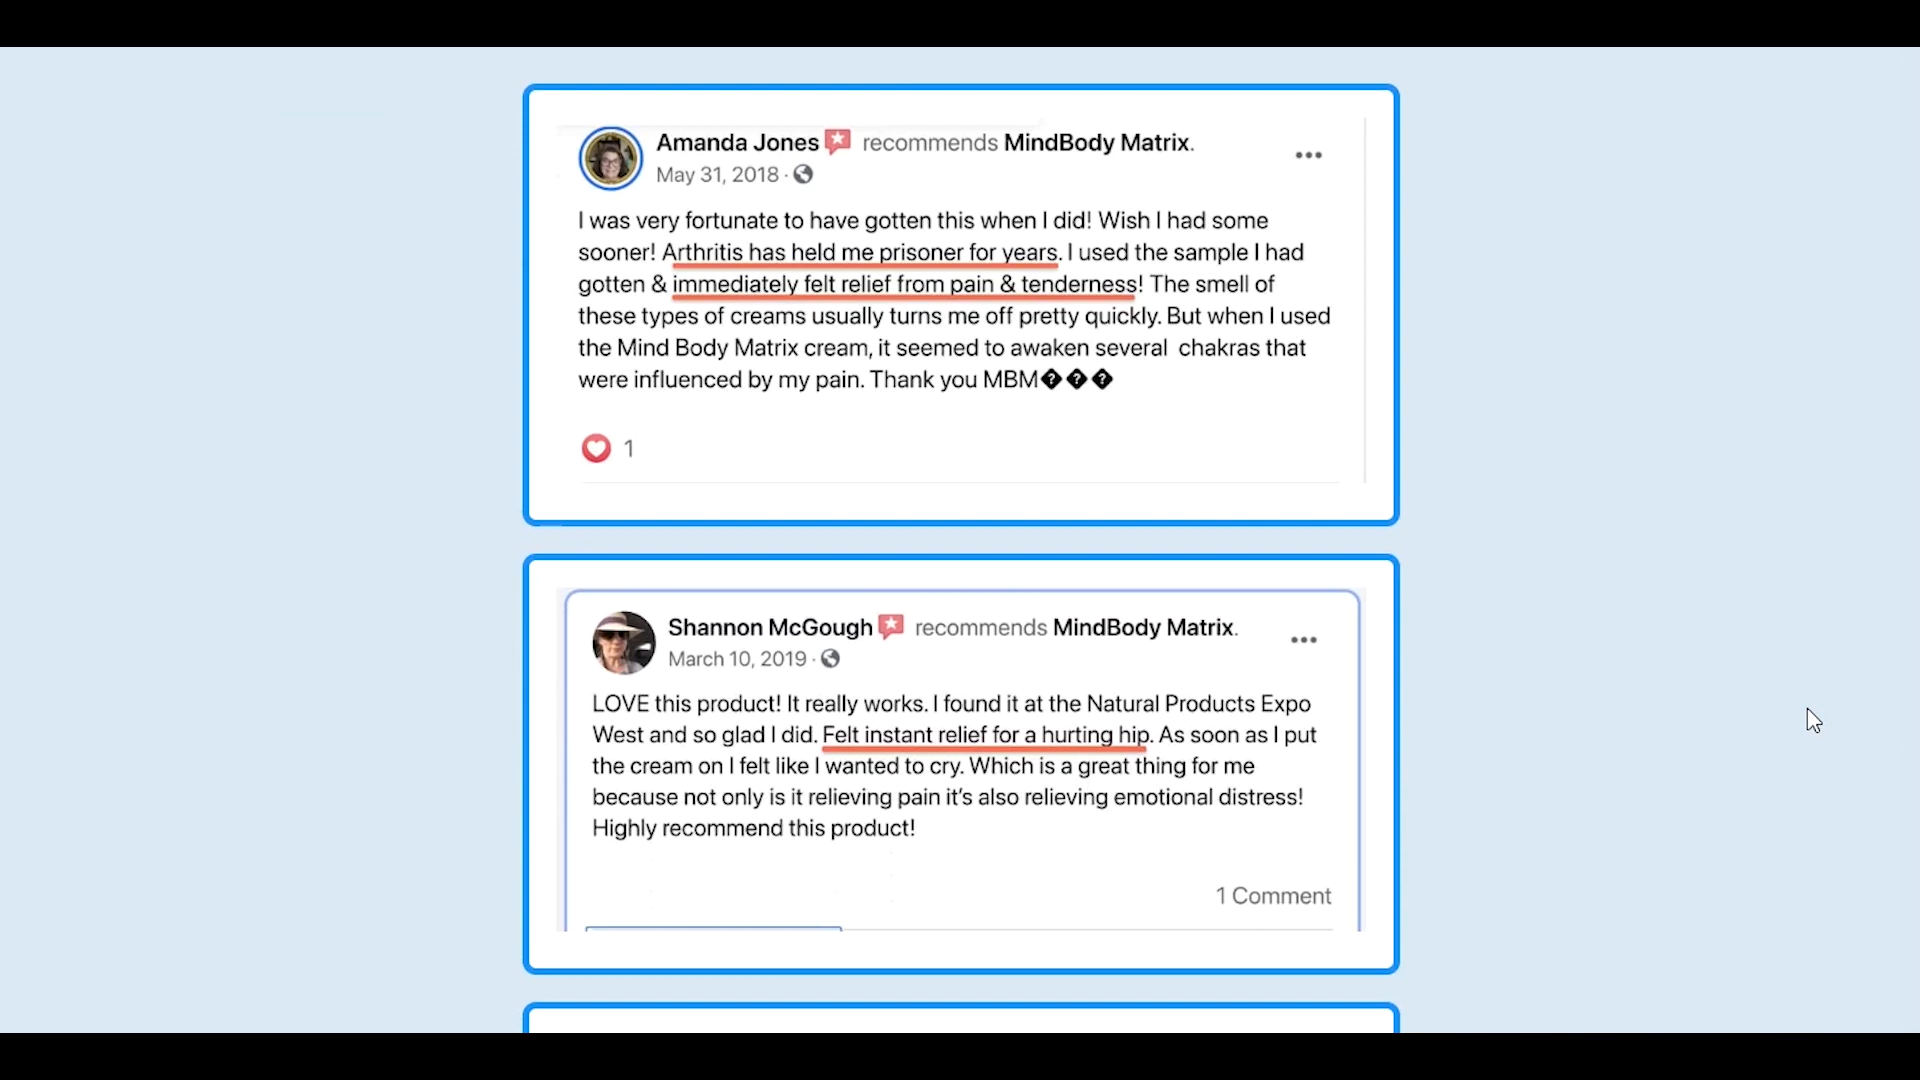 Amanda Jones recommends MindBody Matrix.
May 31, 2018 ·
I was very fortunate to have gotten this when I did! Wish I had some
sooner! Arthritis has held me prisoner for years. I used the sample I had
gotten & immediately felt relief from pain & tenderness! The smell of
these types of creams usually turns me off pretty quickly. But when I used
the Mind Body Matrix cream, it seemed to awaken several chakras that
were influenced by my pain. Thank you MBM���
1
Shannon McGough recommends MindBody Matrix.
March 10, 2019 ·
LOVE this product! It really works. I found it at the Natural Products Expo
West and so glad I did. Felt instant relief for a hurting hip. As soon as I put
the cream on I felt like I wanted to cry. Which is a great thing for me
because not only is it relieving pain it's also relieving emotional distress!
Highly recommend this product!
1 Comment